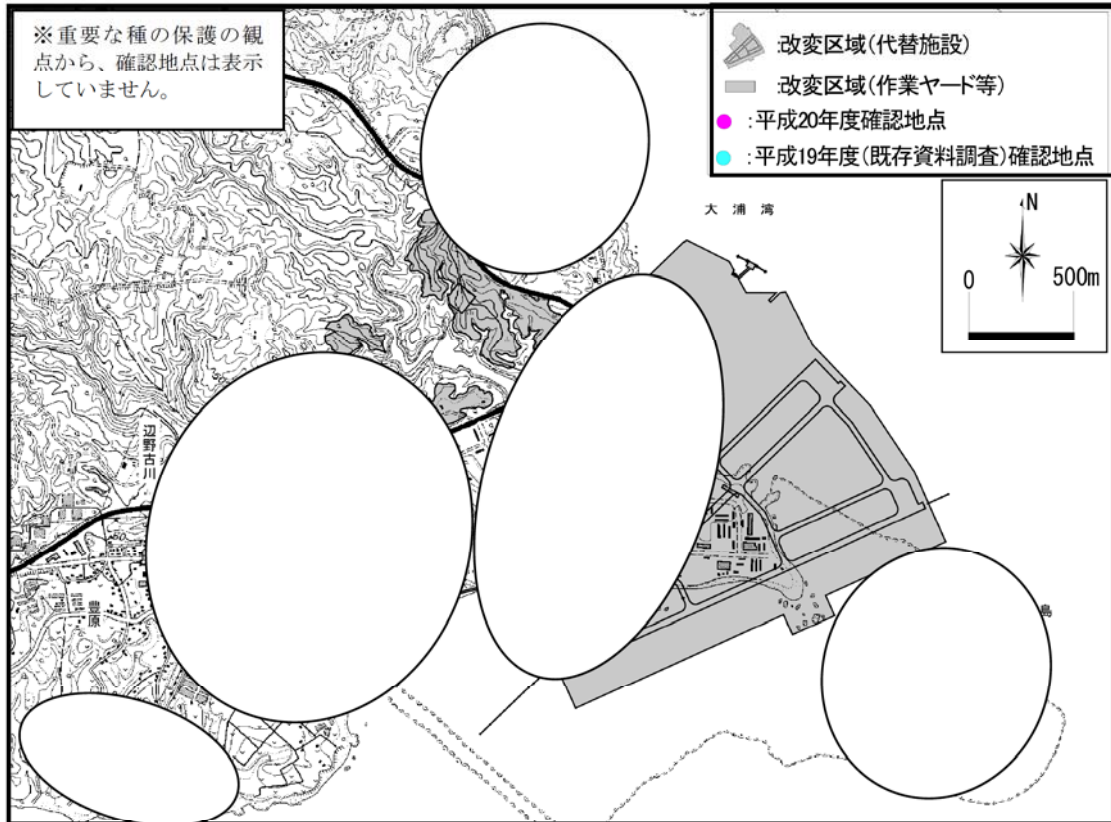 ※重要な種の保護の観
点から、確認地点は表示
していません。
:改変区域(代替施設)
:改変区域(作業ヤード等)
:平成20年度確認地点
:平成19年度(既存資料調査)確認地点
大浦湾
N
0 500m
辺野古川
豊原
島